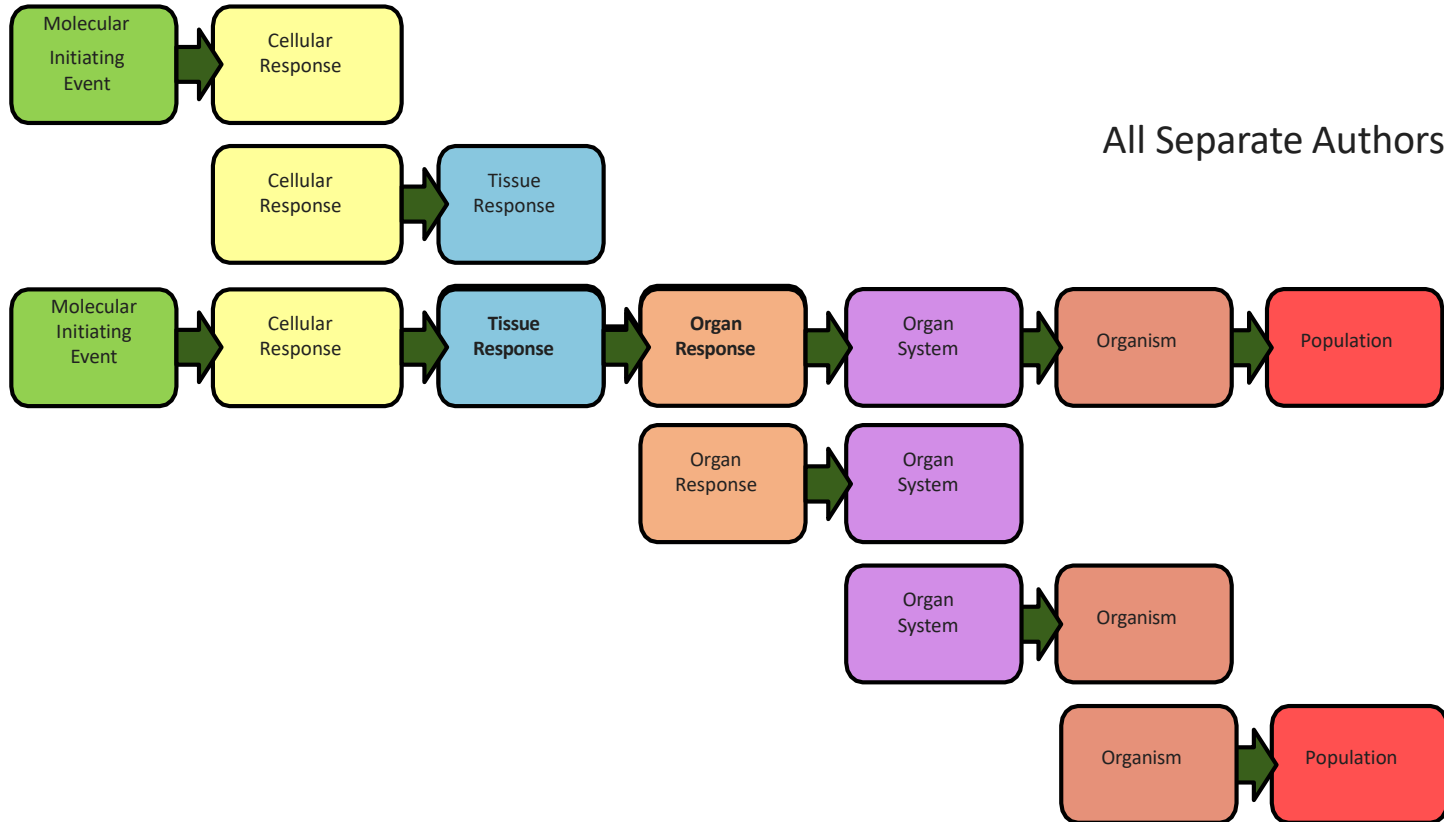 Molecular
Initiating
Event
Cellular
Response
All Separate Authors
Cellular
Response
Tissue
Response
Molecular
Initiating
Event
Cellular
Response
Tissue
Response
Organ
Response
Organ
System
Organism
Population
Organ
Response
Organ
System
Organ
System
Organism
Organism
Population